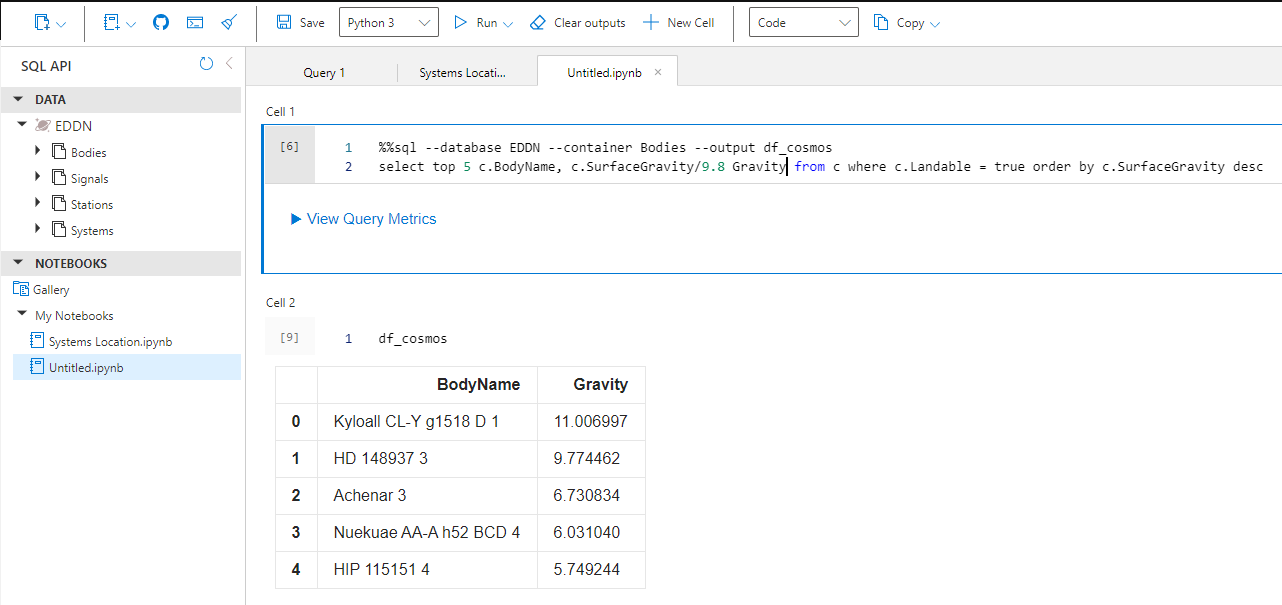 Save
Python 3
Run
Clear outputs
New Cell
Code
Copy
SQL API
Query 1
Systems Locati...
Untitled.ipynb
DATA
EDDN
Bodies
Signals
Stations
Systems
NOTEBOOKS
Gallery
My Notebooks
Systems Location.ipynb
Untitled.ipynb
Cell 1
[6]
1 %%sql --database EDDN --container Bodies --output df_cosmos
2 select top 5 c.BodyName, c.SurfaceGravity/9.8 Gravity from c where c.Landable = true order by c.SurfaceGravity desc
View Query Metrics
Cell 2
[9] 1 df_cosmos
BodyName Gravity
0 Kyloall CL-Y g1518 D 1 11.006997
1 HD 148937 3 9.774462
2 Achenar 3 6.730834
3 Nuekuae AA-A h52 BCD 4 6.031040
4 HIP 115151 4 5.749244